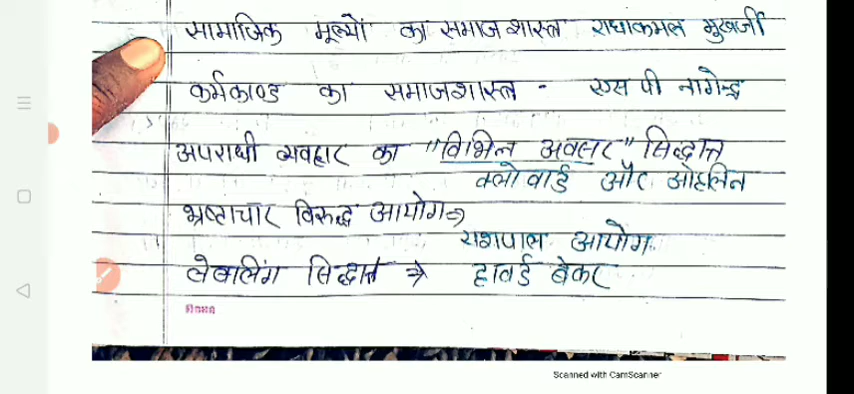 सामाजिक मूल्यों का समाजशास्त्र राधाकमल मुखर्जी
कर्मकाण्ड का समाजशास्त्र - एस पी नागेन्द्र
अपराधी व्यवहार का "विभिन्न अवसर" सिद्धान्त
क्लोवार्ड और ओहलिन
भ्रष्टाचार विरुद्ध आयोग⇒
यशपाल आयोग
लेबलिंग सिद्धान्त ⇒ हावर्ड बेकर
Scanned with CamScanner